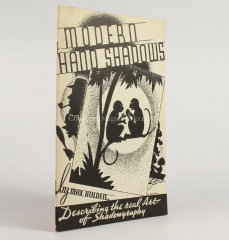 MODERN
HAND SHADOWS
by MAX HOLDEN
Describing the real Art
of Shadowgraphy